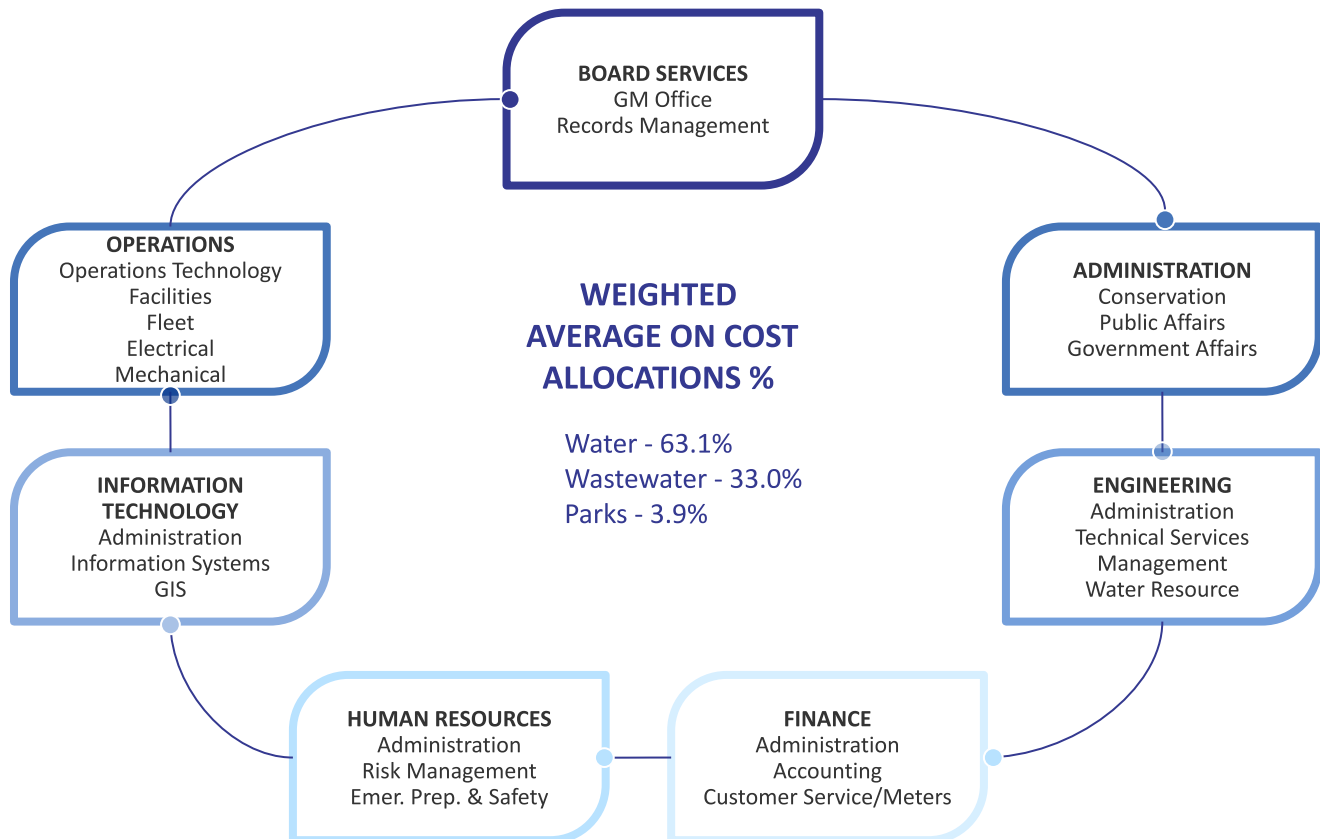 BOARD SERVICES
GM Office
Records Management
OPERATIONS
Operations Technology
Facilities
Fleet
Electrical
Mechanical
WEIGHTED
AVERAGE ON COST
ALLOCATIONS %
Water - 63.1%
Wastewater - 33.0%
Parks - 3.9%
ADMINISTRATION
Conservation
Public Affairs
Government Affairs
INFORMATION
TECHNOLOGY
Administration
Information Systems
GIS
ENGINEERING
Administration
Technical Services
Management
Water Resource
HUMAN RESOURCES
Administration
Risk Management
Emer. Prep. & Safety
FINANCE
Administration
Accounting
Customer Service/Meters